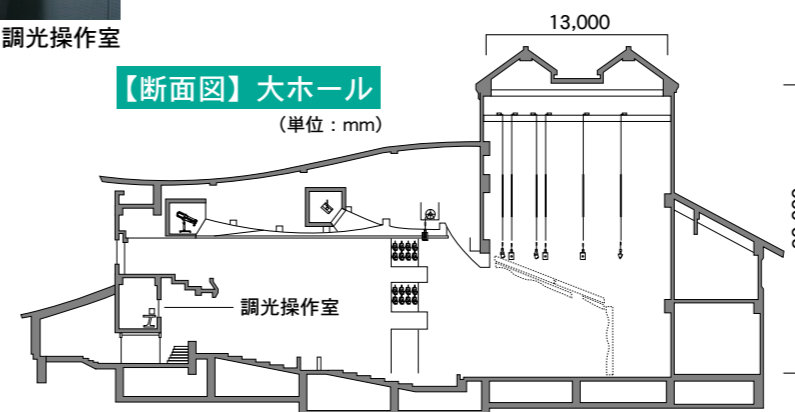 調光操作室
13,000
【断面図】大ホール
（単位：mm）
調光操作室